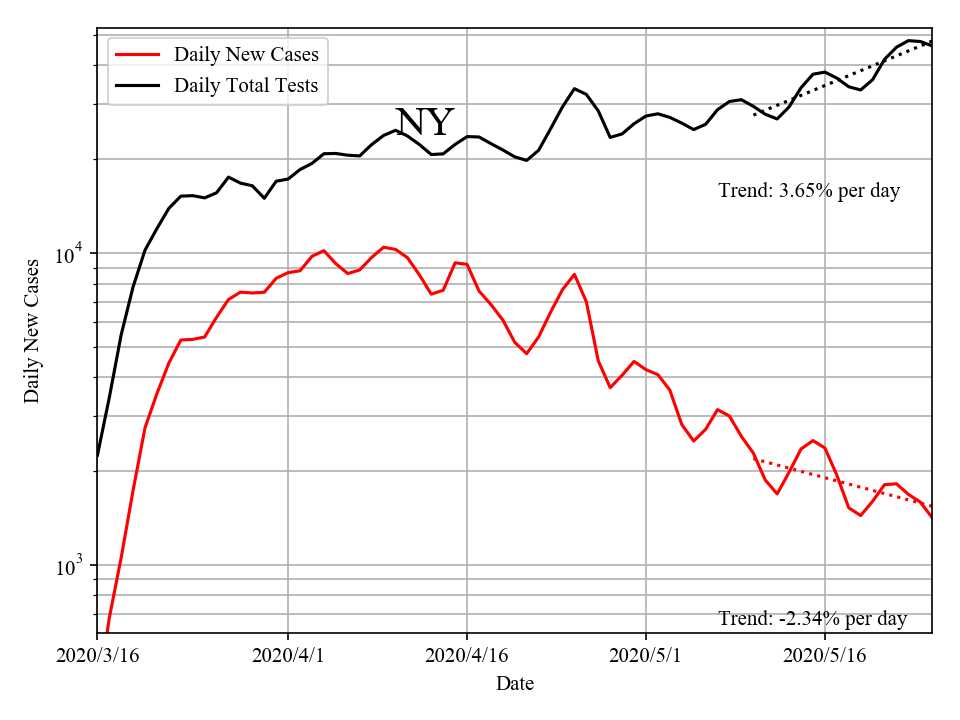 Daily New Cases
Daily Total Tests
NY
Trend: 3.65% per day
10^4
Daily New Cases
10^3
Trend: -2.34% per day
2020/3/16
2020/4/1
2020/4/16
2020/5/1
2020/5/16
Date